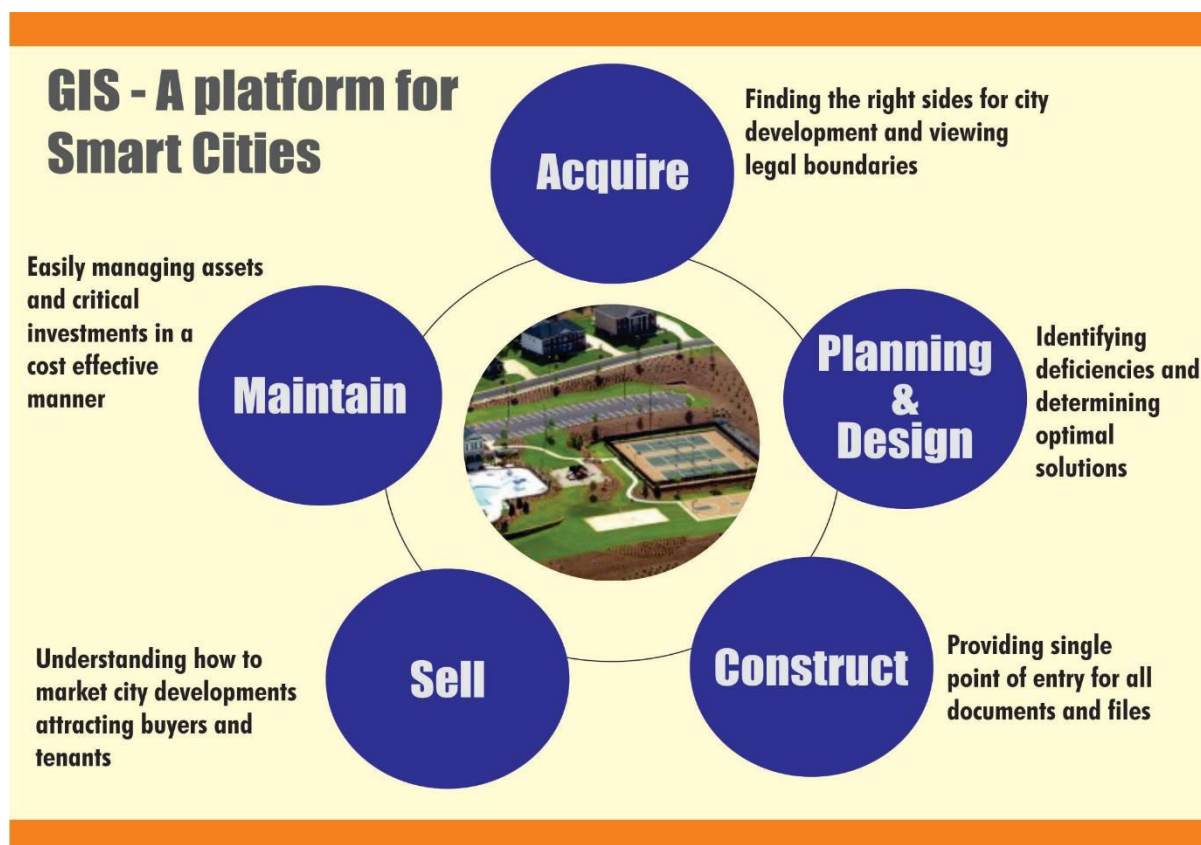 GIS - A platform for
Smart Cities
Acquire
Finding the right sides for city
development and viewing
legal boundaries
Planning
&
Design
Identifying
deficiencies and
determining
optimal
solutions
Construct
Providing single
point of entry for all
documents and files
Sell
Understanding how to
market city developments
attracting buyers and
tenants
Maintain
Easily managing assets
and critical
investments in a
cost effective
manner